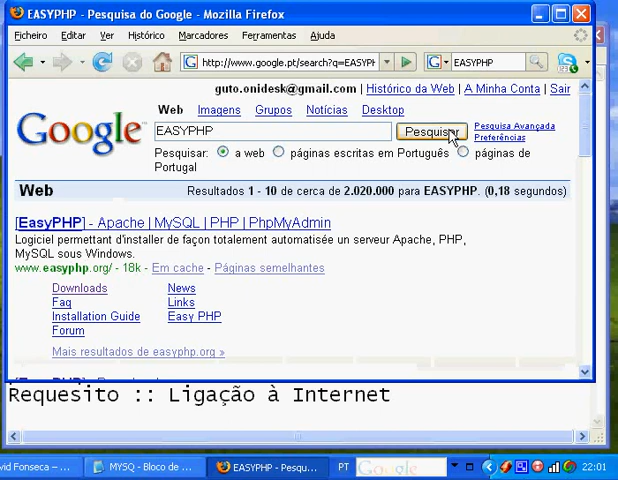 EASYPHP - Pesquisa do Google - Mozilla Firefox
Ficheiro Editar Ver Histórico Marcadores Ferramentas Ajuda
http://www.google.pt/search?q=EASYPH EASYPHP
guto.onidesk@gmail.com | Histórico da Web | A Minha Conta | Sair
Web Imagens Grupos Notícias Desktop
Google
EASYPHP Pesquisar Pesquisa Avançada
Preferências
Pesquisar: a web páginas escritas em Português páginas de
Portugal
Web Resultados 1 - 10 de cerca de 2.020.000 para EASYPHP. (0,18 segundos)
[EasyPHP] - Apache | MySQL | PHP | PhpMyAdmin
Logiciel permettant d'installer de façon totalement automatisée un serveur Apache, PHP,
MySQL sous Windows.
www.easyphp.org/ - 18k - Em cache - Páginas semelhantes
Downloads News
Faq Links
Installation Guide Easy PHP
Forum
Mais resultados de easyphp.org »
Requesito :: Ligação à Internet
vid Fonseca – ... MYSQ - Bloco de ... EASYPHP - Pesqu... PT Google 22:01